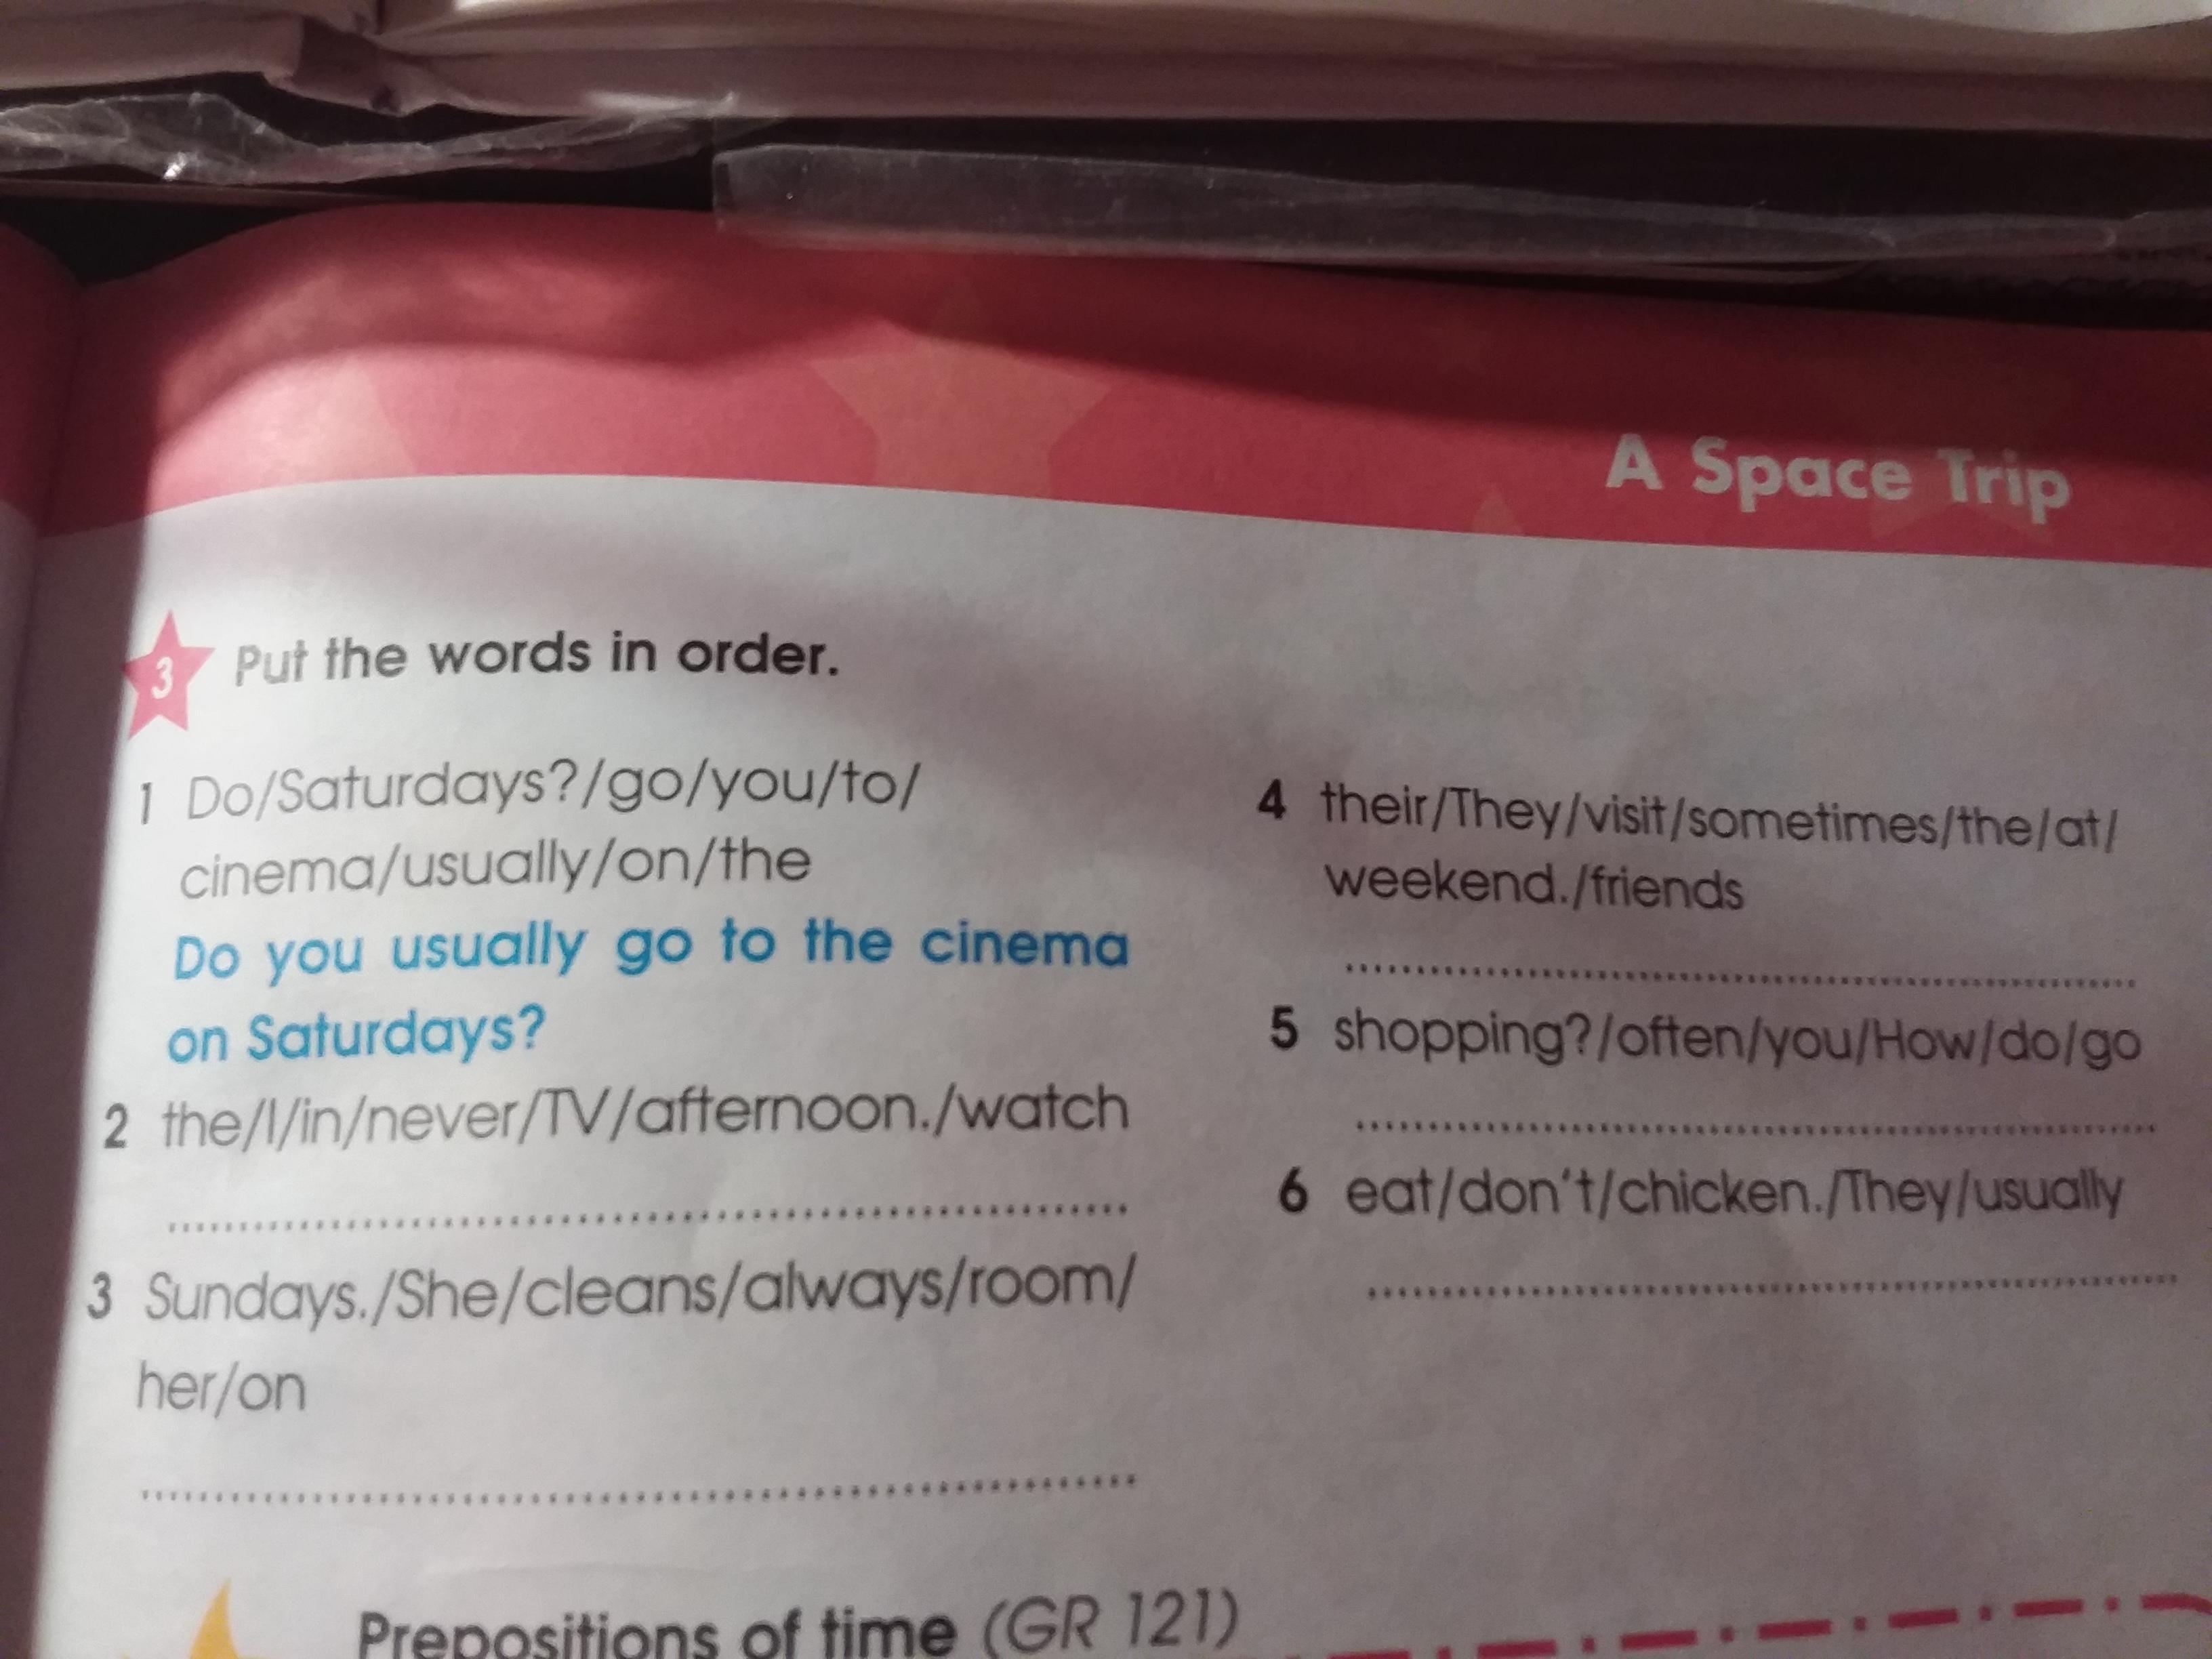 A Space Trip
3 Put the words in order.
1 Do/Saturdays?/go/you/to/
cinema/usually/on/the
Do you usually go to the cinema
on Saturdays?
2 the/I/in/never/TV/afternoon./watch
3 Sundays./She/cleans/always/room/
her/on
4 their/They/visit/sometimes/the/at/
weekend./friends
5 shopping?/often/you/How/do/go
6 eat/don't/chicken./They/usually
Prepositions of time (GR 121)